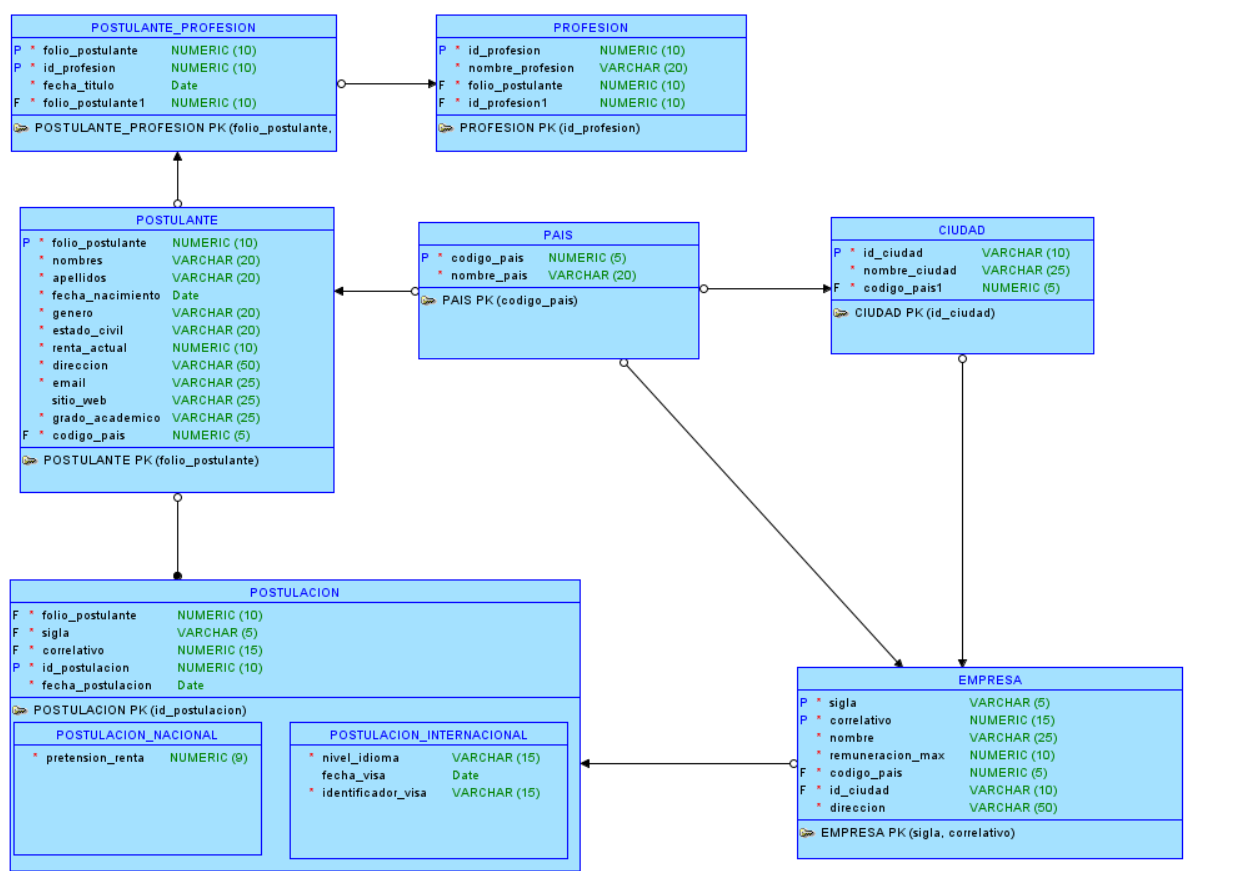 POSTULANTE_PROFESION
P * folio_postulante NUMERIC (10)
P * id_profesion NUMERIC (10)
* fecha_titulo Date
F * folio_postulante1 NUMERIC (10)
POSTULANTE_PROFESION PK (folio_postulante,
PROFESION
P * id_profesion NUMERIC (10)
* nombre_profesion VARCHAR (20)
F * folio_postulante NUMERIC (10)
F * id_profesion1 NUMERIC (10)
PROFESION PK (id_profesion)
POSTULANTE
P * folio_postulante NUMERIC (10)
* nombres VARCHAR (20)
* apellidos VARCHAR (20)
* fecha_nacimiento Date
* genero VARCHAR (20)
* estado_civil VARCHAR (20)
* renta_actual NUMERIC (10)
* direccion VARCHAR (50)
* email VARCHAR (25)
sitio_web VARCHAR (25)
* grado_academico VARCHAR (25)
F * codigo_pais NUMERIC (5)
POSTULANTE PK (folio_postulante)
PAIS
P * codigo_pais NUMERIC (5)
* nombre_pais VARCHAR (20)
PAIS PK (codigo_pais)
CIUDAD
P * id_ciudad VARCHAR (10)
* nombre_ciudad VARCHAR (25)
F * codigo_pais1 NUMERIC (5)
CIUDAD PK (id_ciudad)
POSTULACION
F * folio_postulante NUMERIC (10)
F * sigla VARCHAR (5)
F * correlativo NUMERIC (15)
P * id_postulacion NUMERIC (10)
* fecha_postulacion Date
POSTULACION PK (id_postulacion)
POSTULACION_NACIONAL
* pretension_renta NUMERIC (9)
POSTULACION_INTERNACIONAL
* nivel_idioma VARCHAR (15)
fecha_visa Date
* identificador_visa VARCHAR (15)
EMPRESA
P * sigla VARCHAR (5)
P * correlativo NUMERIC (15)
* nombre VARCHAR (25)
* remuneracion_max NUMERIC (10)
F * codigo_pais NUMERIC (5)
F * id_ciudad VARCHAR (10)
* direccion VARCHAR (50)
EMPRESA PK (sigla, correlativo)